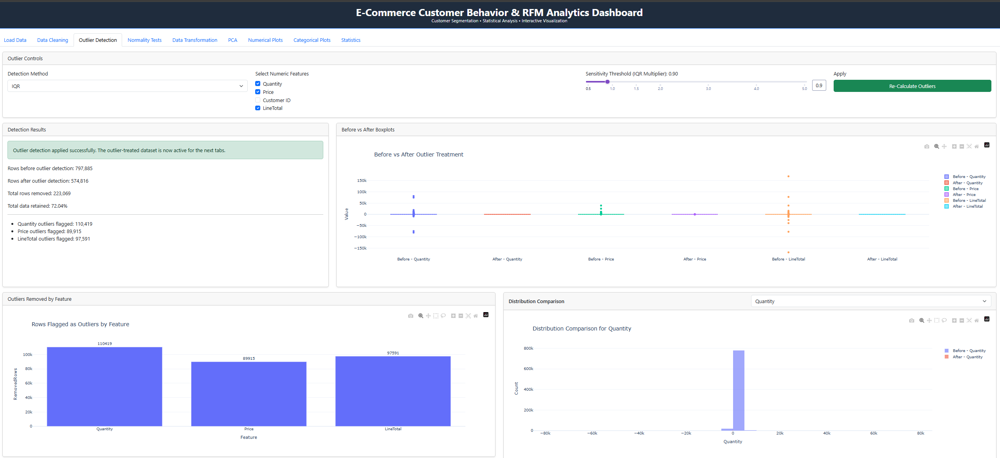 E-Commerce Customer Behavior & RFM Analytics Dashboard
Customer Segmentation • Statistical Analysis • Interactive Visualization
Load Data Data Cleaning Outlier Detection Normality Tests Data Transformation PCA Numerical Plots Categorical Plots Statistics
Outlier Controls
Detection Method
IQR
Select Numeric Features
Quantity
Price
Customer ID
LineTotal
Sensitivity Threshold (IQR Multiplier): 0.90
0.5 1.0 1.5 2.0 3.0 4.0 5.0
0.9
Apply
Re-Calculate Outliers
Detection Results
Outlier detection applied successfully. The outlier-treated dataset is now active for the next tabs.
Rows before outlier detection: 797,885
Rows after outlier detection: 574,816
Total rows removed: 223,069
Total data retained: 72.04%
• Quantity outliers flagged: 110,419
• Price outliers flagged: 89,915
• LineTotal outliers flagged: 97,591
Before vs After Boxplots
Before vs After Outlier Treatment
Value
150k
100k
50k
0
−50k
−100k
−150k
Before - Quantity After - Quantity Before - Price After - Price Before - LineTotal After - LineTotal
Before - Quantity
After - Quantity
Before - Price
After - Price
Before - LineTotal
After - LineTotal
Outliers Removed by Feature
Rows Flagged as Outliers by Feature
RemovedRows
100k
80k
60k
40k
20k
0
110419
89915
97591
Quantity Price LineTotal
Feature
Distribution Comparison
Quantity
Distribution Comparison for Quantity
Count
800k
600k
400k
200k
0
−80k −60k −40k −20k 0 20k 40k 60k 80k
Quantity
Before - Quantity
After - Quantity